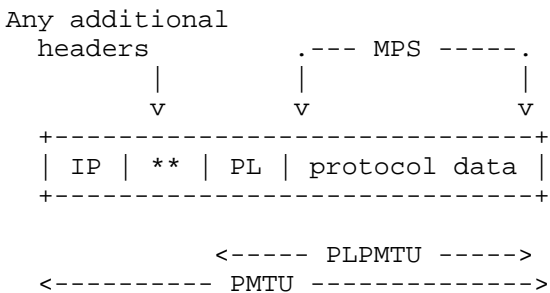 Any additional
headers .--- MPS -----.
| | |
v v v
+------------------------------+
| IP | ** | PL | protocol data |
+------------------------------+
<----- PLPMTU ----->
<---------- PMTU -------------->